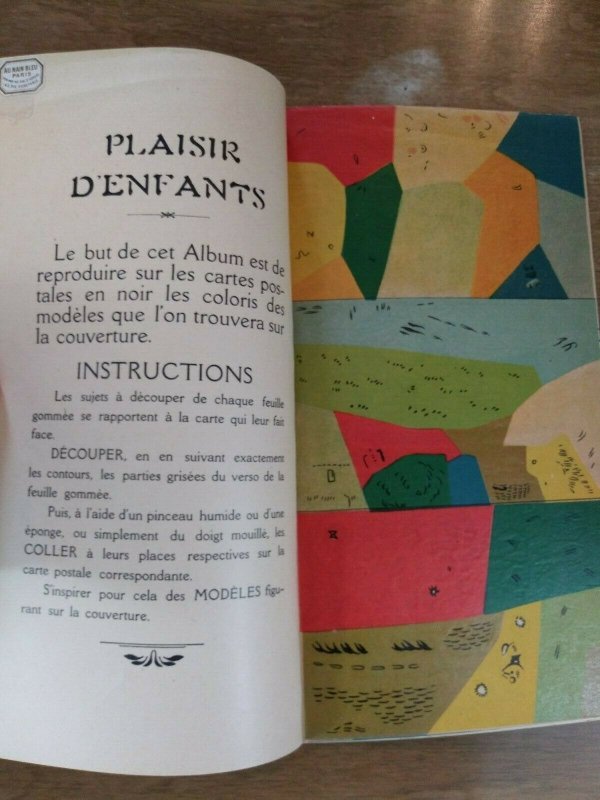 AU NAIN BLEU
PARIS
PLAISIR
D'ENFANTS
Le but de cet Album est de
reproduire sur les cartes pos-
tales en noir les coloris des
modèles que l'on trouvera sur
la couverture.
INSTRUCTIONS
Les sujets à découper de chaque feuille
gommée se rapportent à la carte qui leur fait
face.
DÉCOUPER, en en suivant exactement
les contours, les parties grisées du verso de la
feuille gommée.
Puis, à l'aide d'un pinceau humide ou d'une
éponge, ou simplement du doigt mouillé, les
COLLER à leurs places respectives sur la
carte postale correspondante.
S'inspirer pour cela des MODÈLES figu-
rant sur la couverture.